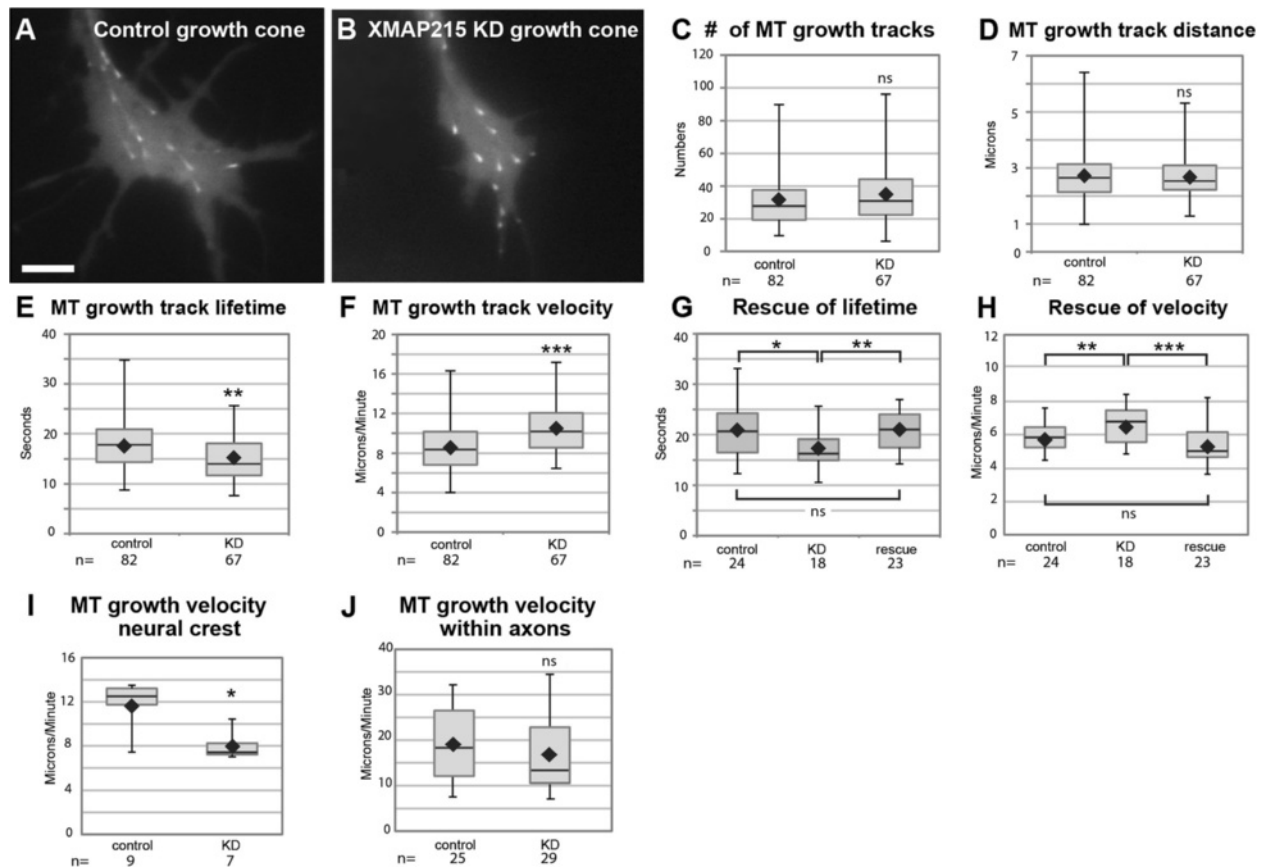 A Control growth cone
B XMAP215 KD growth cone
C # of MT growth tracks
120
100
80
60
40
20
0
Numbers
ns
control KD
n= 82 67
D MT growth track distance
7
6
5
4
3
2
1
0
Microns
ns
control KD
n= 82 67
E MT growth track lifetime
40
30
20
10
0
Seconds
**
control KD
n= 82 67
F MT growth track velocity
20
16
12
8
4
0
Microns/Minute
***
control KD
n= 82 67
G Rescue of lifetime
40
30
20
10
0
Seconds
* **
ns
control KD rescue
n= 24 18 23
H Rescue of velocity
12
10
8
6
4
2
0
Microns/Minute
** ***
ns
control KD rescue
n= 24 18 23
I MT growth velocity
neural crest
16
12
8
4
0
Microns/Minute
*
control KD
n= 9 7
J MT growth velocity
within axons
40
30
20
10
0
Microns/Minute
ns
control KD
n= 25 29